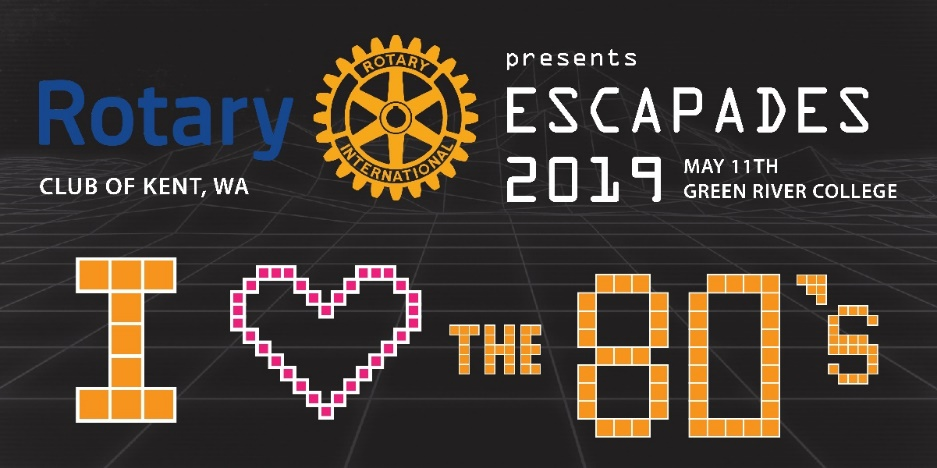 Rotary
CLUB OF KENT, WA
ROTARY
INTERNATIONAL
presents
ESCAPADES
2019
MAY 11TH
GREEN RIVER COLLEGE
I THE 80`s